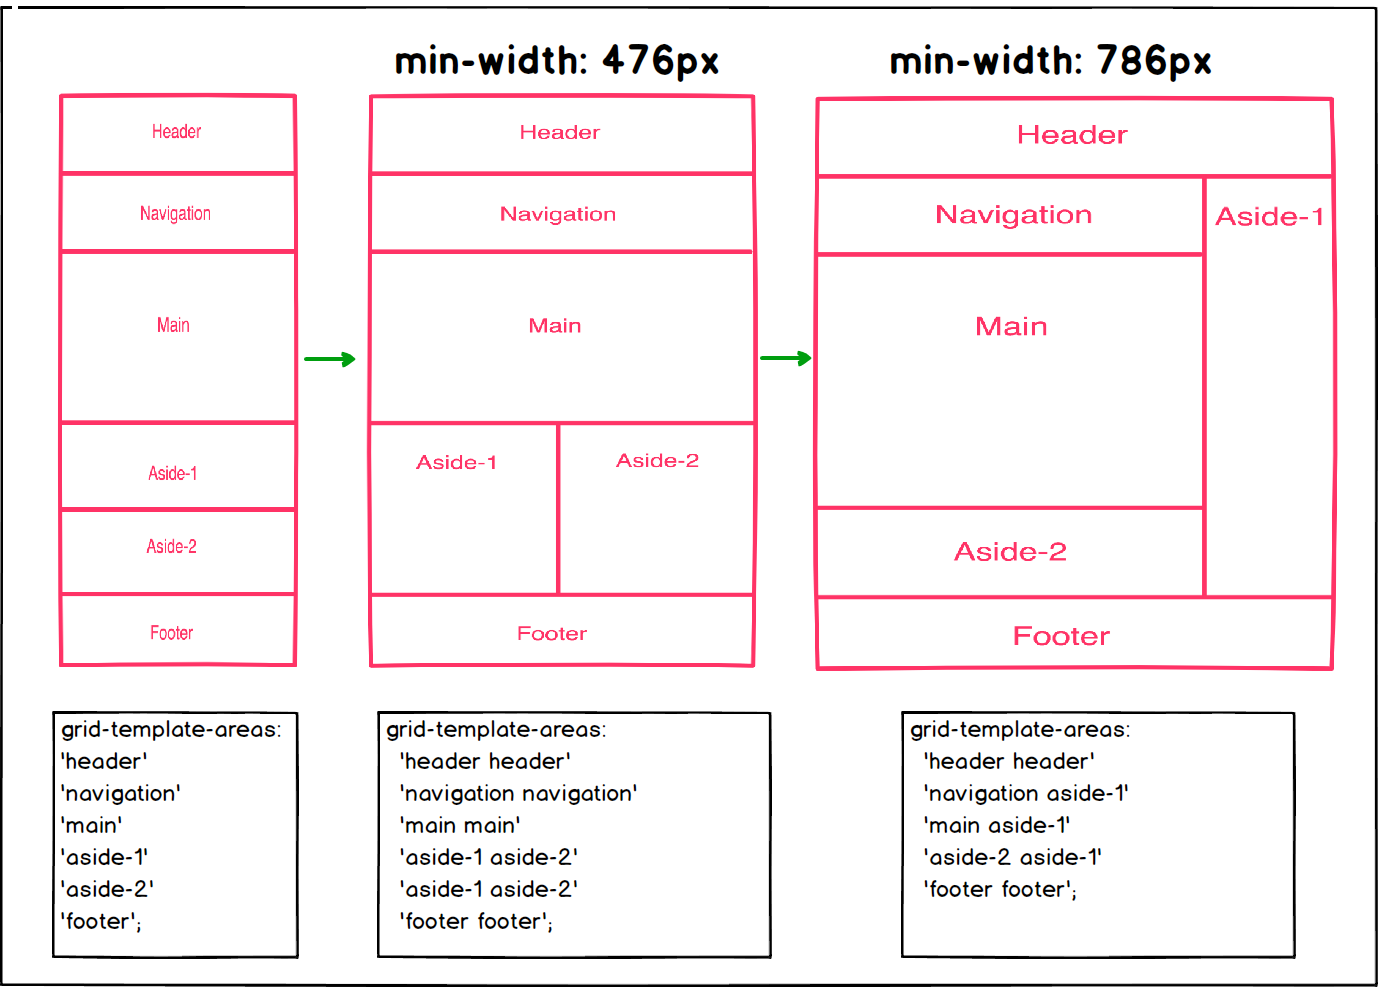 min-width: 476px
min-width: 786px
Header
Navigation
Main
Aside-1
Aside-2
Footer
Header
Navigation
Main
Aside-1
Aside-2
Footer
Header
Navigation
Aside-1
Main
Aside-2
Footer
grid-template-areas:
'header'
'navigation'
'main'
'aside-1'
'aside-2'
'footer';
grid-template-areas:
'header header'
'navigation navigation'
'main main'
'aside-1 aside-2'
'aside-1 aside-2'
'footer footer';
grid-template-areas:
'header header'
'navigation aside-1'
'main aside-1'
'aside-2 aside-1'
'footer footer';